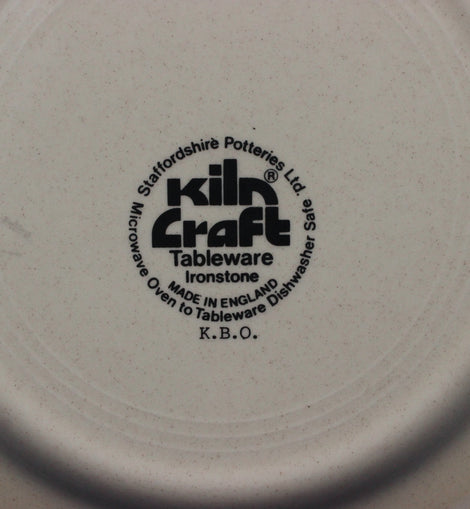 Staffordshire Potteries Ltd.
Kiln ®
Craft
Tableware
Ironstone
MADE IN ENGLAND
Microwave Oven to Tableware Dishwasher Safe
K.B.O.